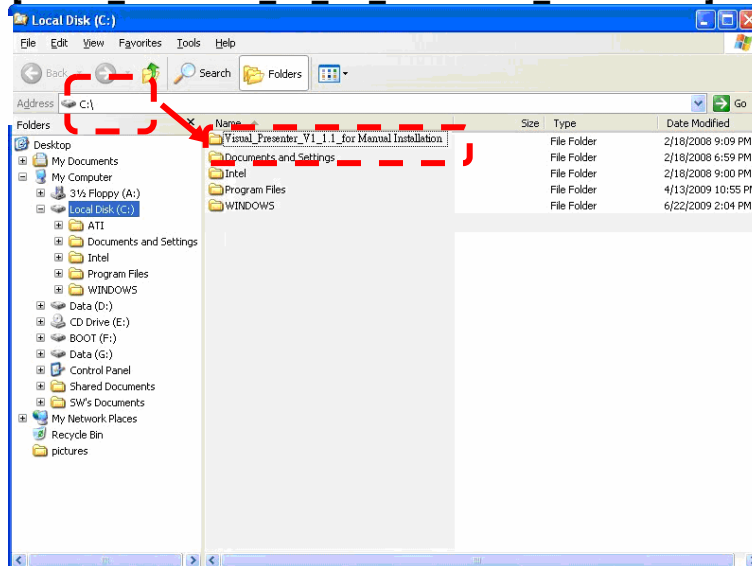 Local Disk (C:)
File Edit View Favorites Tools Help
Back Search Folders
Address C:\ Go
Folders X Name Size Type Date Modified
Desktop
My Documents
My Computer
3½ Floppy (A:)
Local Disk (C:)
ATI
Documents and Settings
Intel
Program Files
WINDOWS
Data (D:)
CD Drive (E:)
BOOT (F:)
Data (G:)
Control Panel
Shared Documents
SW's Documents
My Network Places
Recycle Bin
pictures
Visual_Presenter_V1_1.1_for Manual Installation File Folder 2/18/2008 9:09 PM
Documents and Settings File Folder 2/18/2008 6:59 PM
Intel File Folder 2/18/2008 9:00 PM
Program Files File Folder 4/13/2009 10:55 PM
WINDOWS File Folder 6/22/2009 2:04 PM